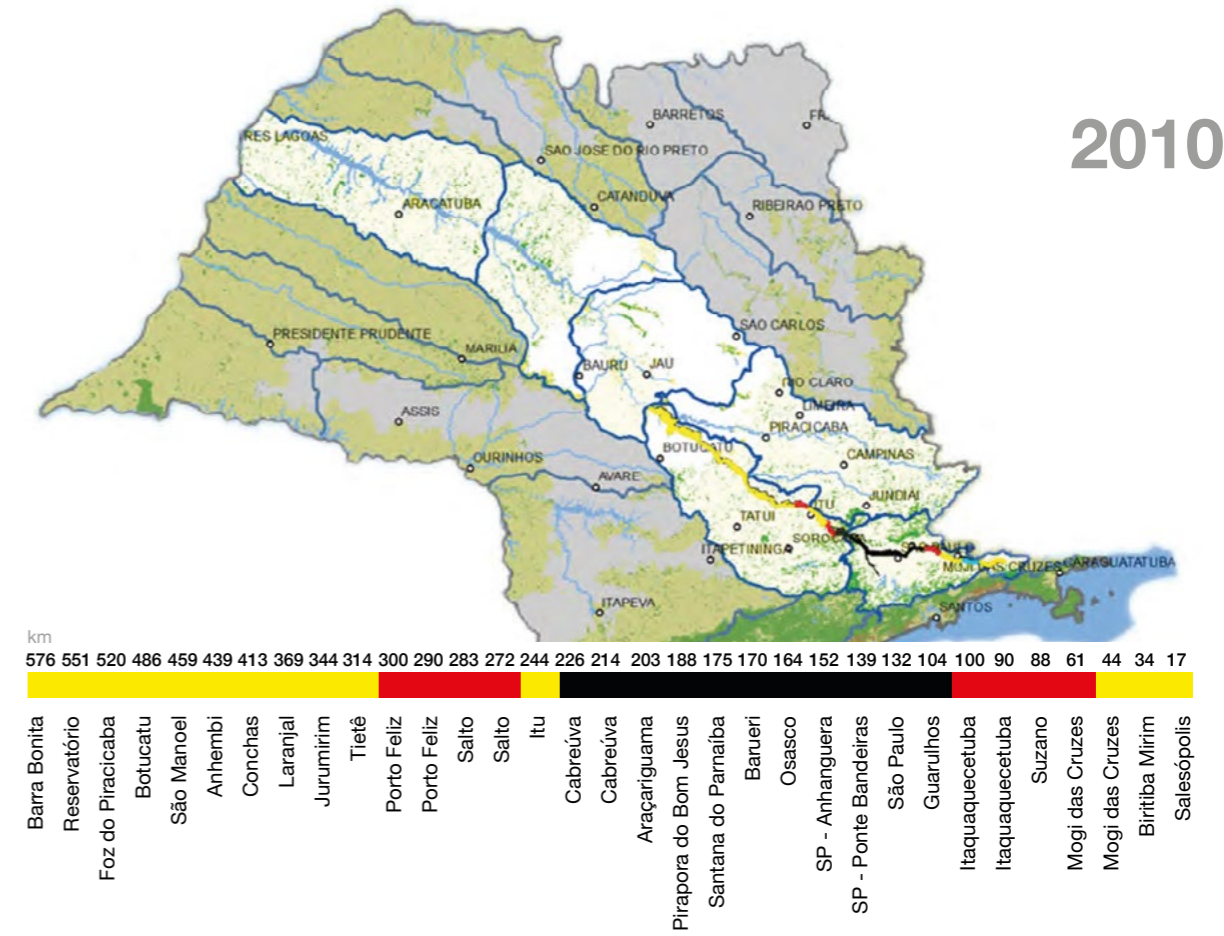 2010
BARRETOS
FR
RES LAGOAS
SAO JOSE DO RIO PRETO
CATANDUVA
ARACATUBA
RIBEIRAO PRETO
SAO CARLOS
PRESIDENTE PRUDENTE
MARILIA
BAURU
JAU
RIO CLARO
LIMEIRA
ASSIS
PIRACICABA
BOTUCATU
OURINHOS
CAMPINAS
AVARE
JUNDIAI
ITU
TATUI
SOROCABA
SAO PAULO
ITAPETININGA
MOJI DAS CRUZES
CARAGUATATUBA
ITAPEVA
SANTOS
km
576 551 520 486 459 439 413 369 344 314 300 290 283 272 244 226 214 203 188 175 170 164 152 139 132 104 100 90 88 61 44 34 17
Barra Bonita
Reservatório
Foz do Piracicaba
Botucatu
São Manoel
Anhembi
Conchas
Laranjal
Jurumirim
Tietê
Porto Feliz
Porto Feliz
Salto
Salto
Itu
Cabreúva
Cabreúva
Araçariguama
Pirapora do Bom Jesus
Santana do Parnaíba
Barueri
Osasco
SP - Anhanguera
SP - Ponte Bandeiras
São Paulo
Guarulhos
Itaquaquecetuba
Itaquaquecetuba
Suzano
Mogi das Cruzes
Mogi das Cruzes
Biritiba Mirim
Salesópolis